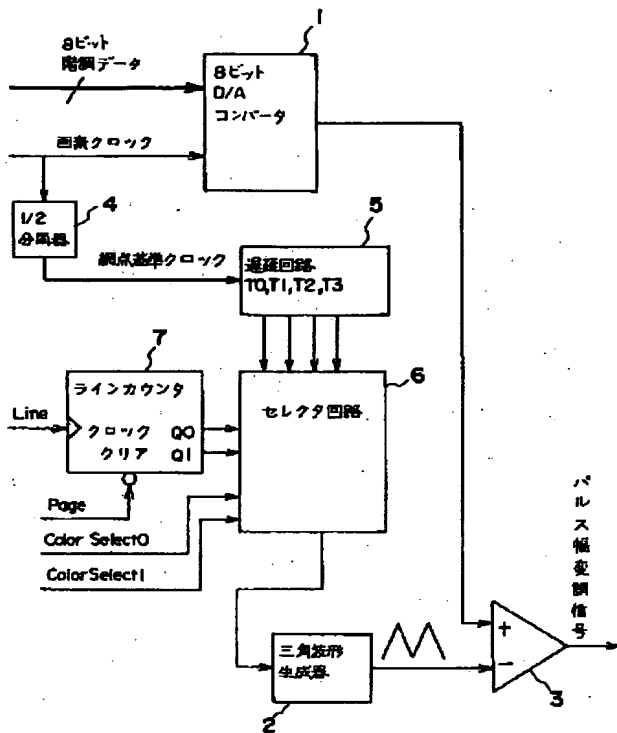 1
8ビット
階調データ
8ビット
D/A
コンバータ
画素クロック
1/2
分周器
4
5
網点基準クロック
遅延回路
T0,T1,T2,T3
7
6
ラインカウンタ
セレクタ回路
Line
クロック Q0
クリア Q1
Page
Color Select0
ColorSelect1
パルス幅変調信号
三角波形
生成器
2
+
-
3